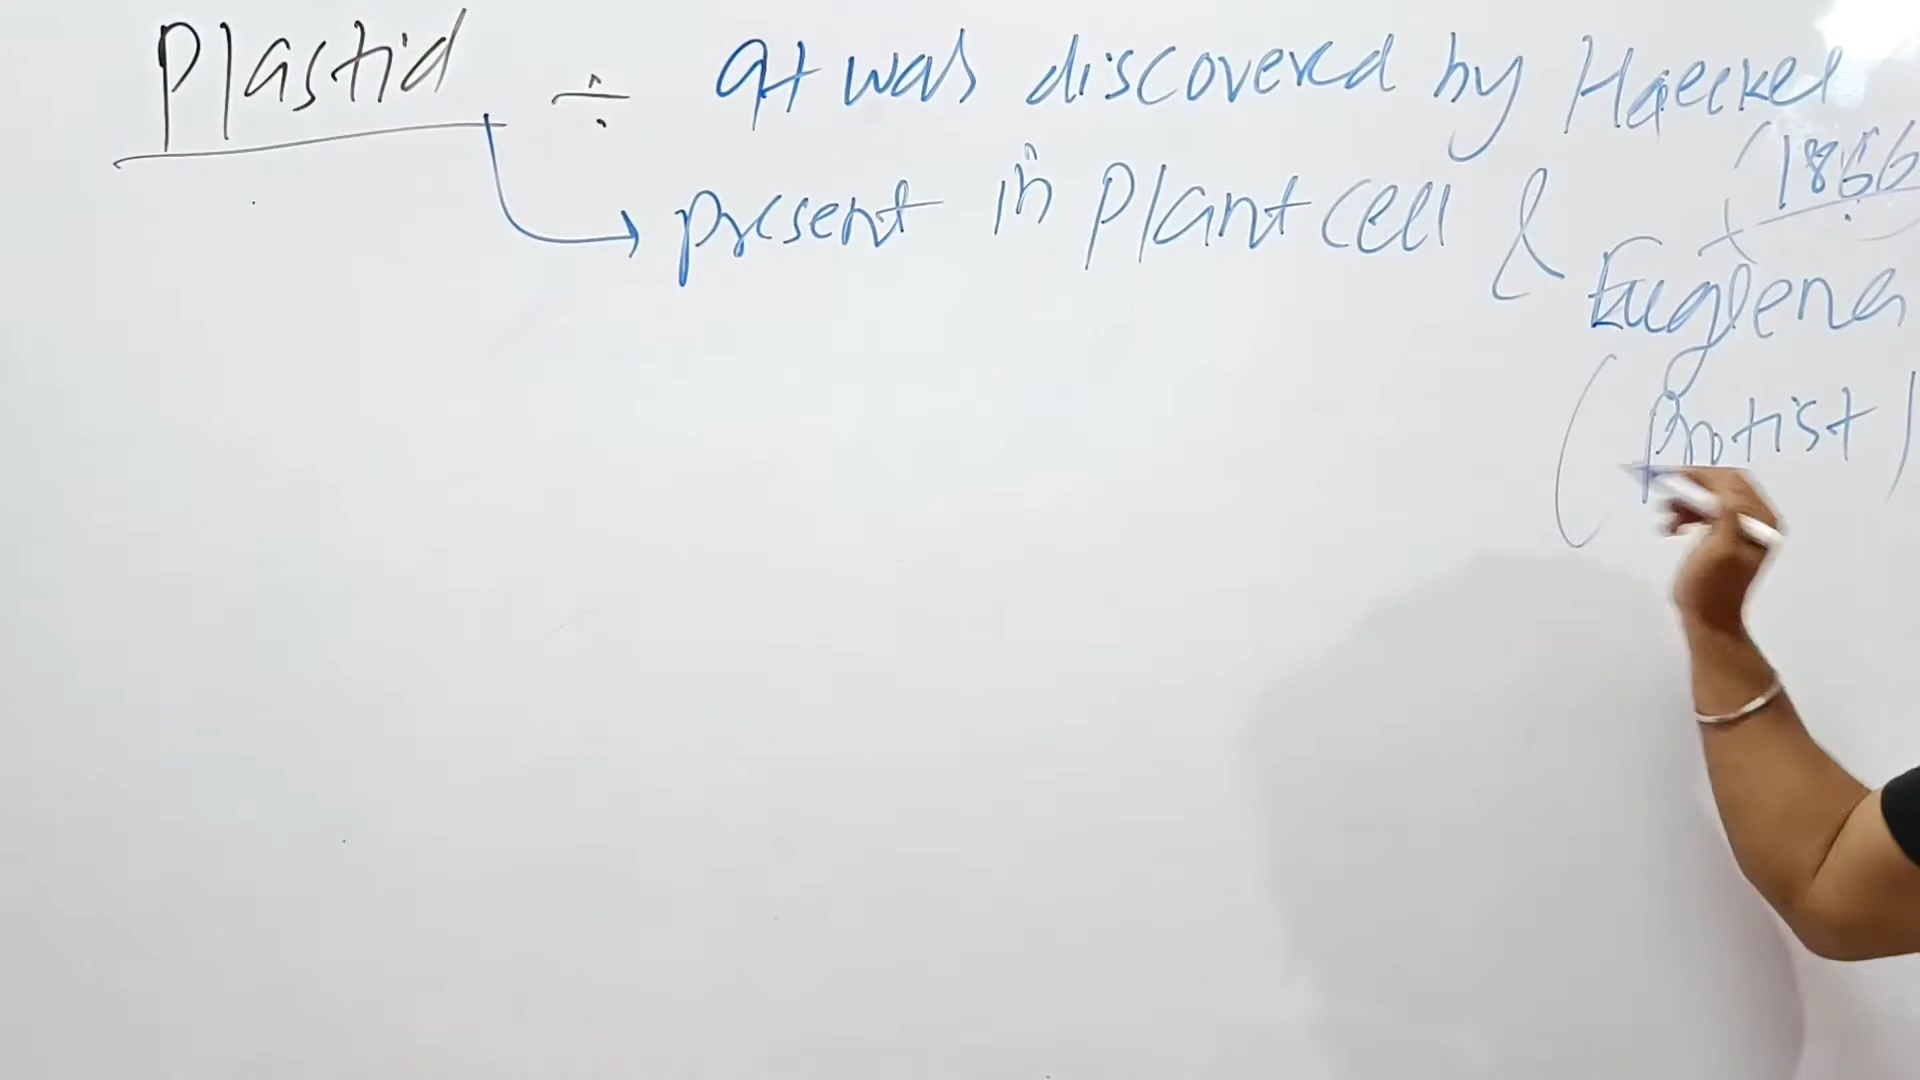 Plastid ÷ It was discovered by Haeckel
(1866)
→ present in plant cell &
Euglena
(Protist)